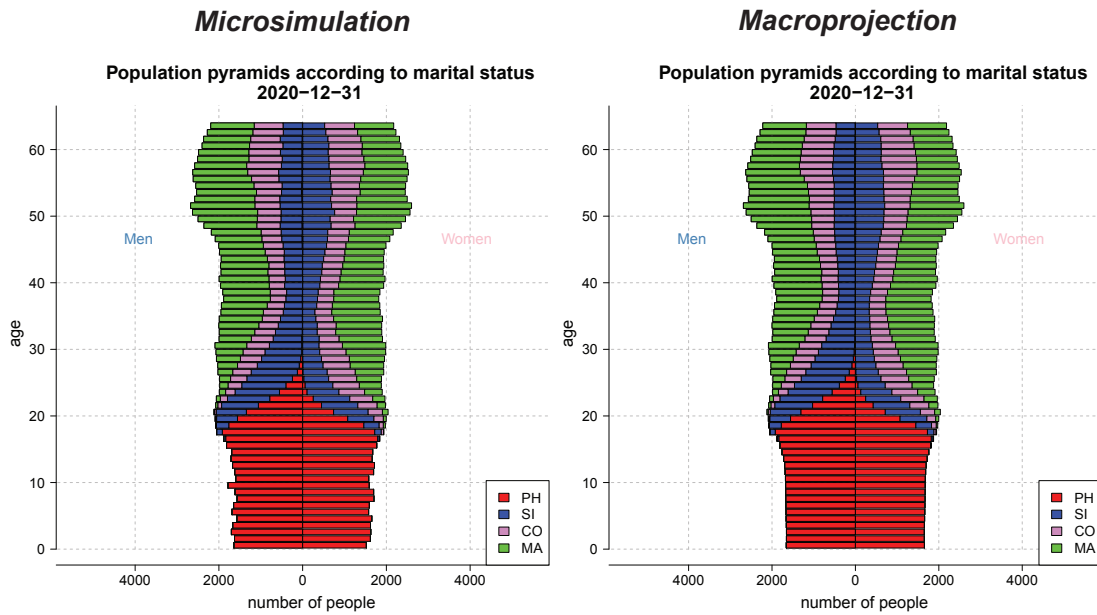 Microsimulation
Population pyramids according to marital status
2020−12−31
60
50
40
30
20
10
0
age
Men
Women
PH
SI
CO
MA
4000
2000
0
2000
4000
number of people
Macroprojection
Population pyramids according to marital status
2020−12−31
60
50
40
30
20
10
0
age
Men
Women
PH
SI
CO
MA
4000
2000
0
2000
4000
number of people